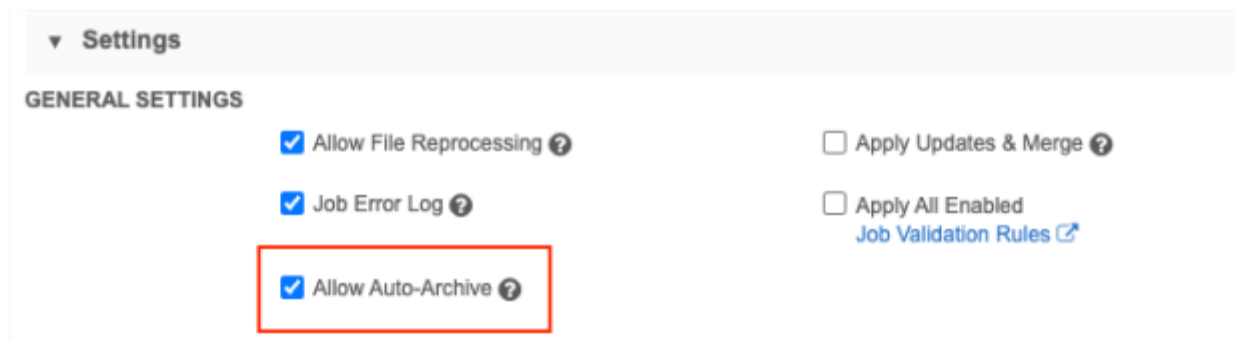 Settings
GENERAL SETTINGS
Allow File Reprocessing
Apply Updates & Merge
Job Error Log
Apply All Enabled
Job Validation Rules
Allow Auto-Archive